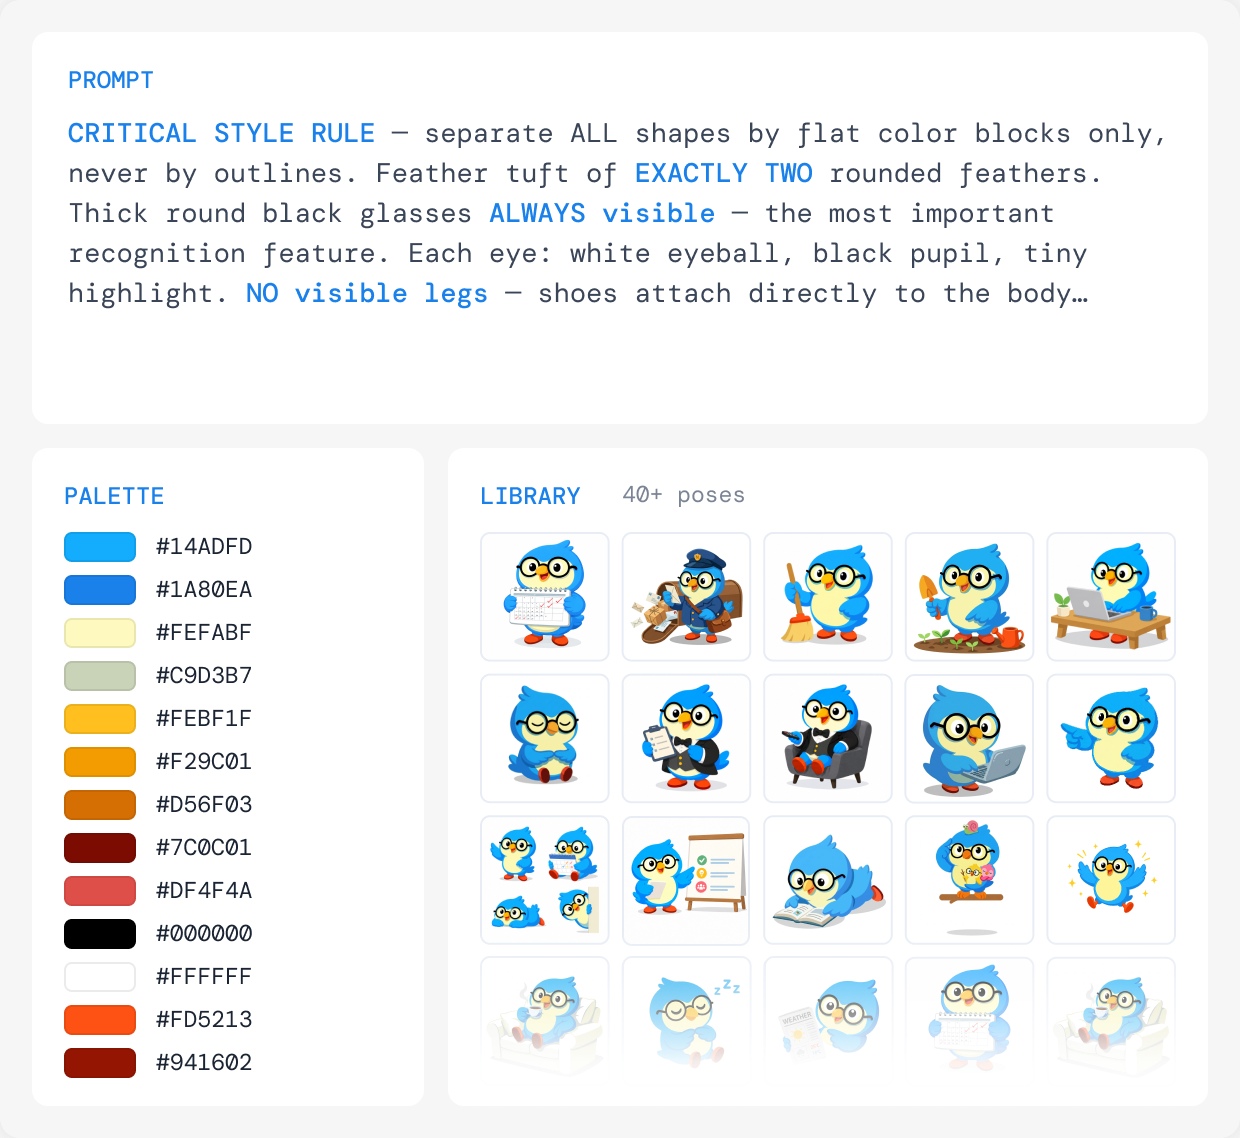 PROMPT
CRITICAL STYLE RULE — separate ALL shapes by flat color blocks only,
never by outlines. Feather tuft of EXACTLY TWO rounded feathers.
Thick round black glasses ALWAYS visible — the most important
recognition feature. Each eye: white eyeball, black pupil, tiny
highlight. NO visible legs — shoes attach directly to the body…
PALETTE
#14ADFD
#1A80EA
#FEFABF
#C9D3B7
#FEBF1F
#F29C01
#D56F03
#7C0C01
#DF4F4A
#000000
#FFFFFF
#FD5213
#941602
LIBRARY 40+ poses
zzz
WEATHER